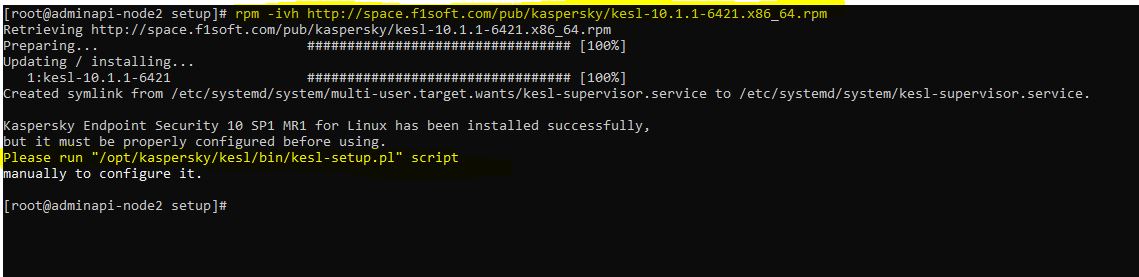 [root@adminapi-node2 setup]# rpm -ivh http://space.f1soft.com/pub/kaspersky/kesl-10.1.1-6421.x86_64.rpm
Retrieving http://space.f1soft.com/pub/kaspersky/kesl-10.1.1-6421.x86_64.rpm
Preparing...                          ################################# [100%]
Updating / installing...
   1:kesl-10.1.1-6421                 ################################# [100%]
Created symlink from /etc/systemd/system/multi-user.target.wants/kesl-supervisor.service to /etc/systemd/system/kesl-supervisor.service.

Kaspersky Endpoint Security 10 SP1 MR1 for Linux has been installed successfully,
but it must be properly configured before using.
Please run "/opt/kaspersky/kesl/bin/kesl-setup.pl" script
manually to configure it.

[root@adminapi-node2 setup]#